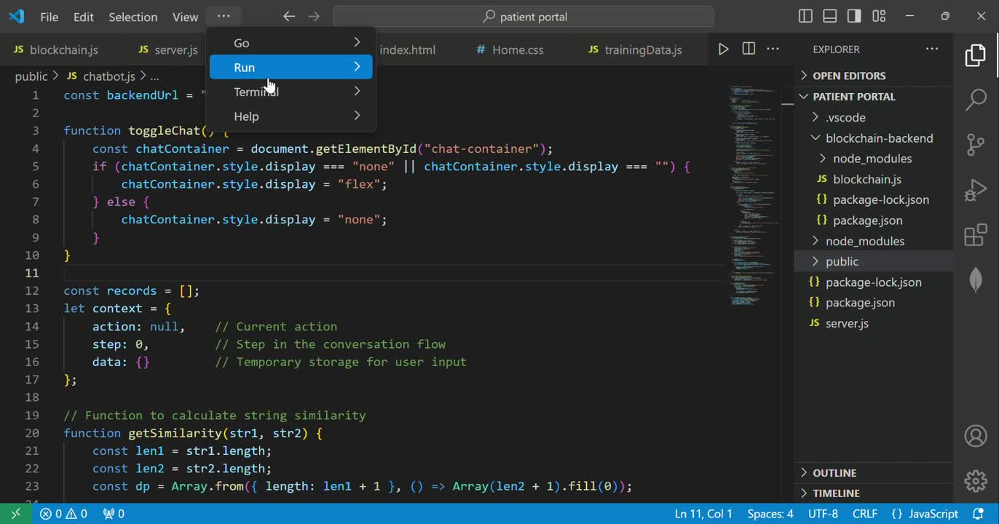 File Edit Selection View ... patient portal
JS blockchain.js JS server.js index.html # Home.css JS trainingData.js
public > JS chatbot.js > ...
Go
Run
Terminal
Help
1 const backendUrl = "
2
3 function toggleChat() {
4 const chatContainer = document.getElementById("chat-container");
5 if (chatContainer.style.display === "none" || chatContainer.style.display === "") {
6 chatContainer.style.display = "flex";
7 } else {
8 chatContainer.style.display = "none";
9 }
10 }
11
12 const records = [];
13 let context = {
14 action: null, // Current action
15 step: 0, // Step in the conversation flow
16 data: {} // Temporary storage for user input
17 };
18
19 // Function to calculate string similarity
20 function getSimilarity(str1, str2) {
21 const len1 = str1.length;
22 const len2 = str2.length;
23 const dp = Array.from({ length: len1 + 1 }, () => Array(len2 + 1).fill(0));
24
EXPLORER ...
OPEN EDITORS
PATIENT PORTAL
.vscode
blockchain-backend
node_modules
JS blockchain.js
{} package-lock.json
{} package.json
node_modules
public
{} package-lock.json
{} package.json
JS server.js
OUTLINE
TIMELINE
0 0 0 Ln 11, Col 1 Spaces: 4 UTF-8 CRLF {} JavaScript